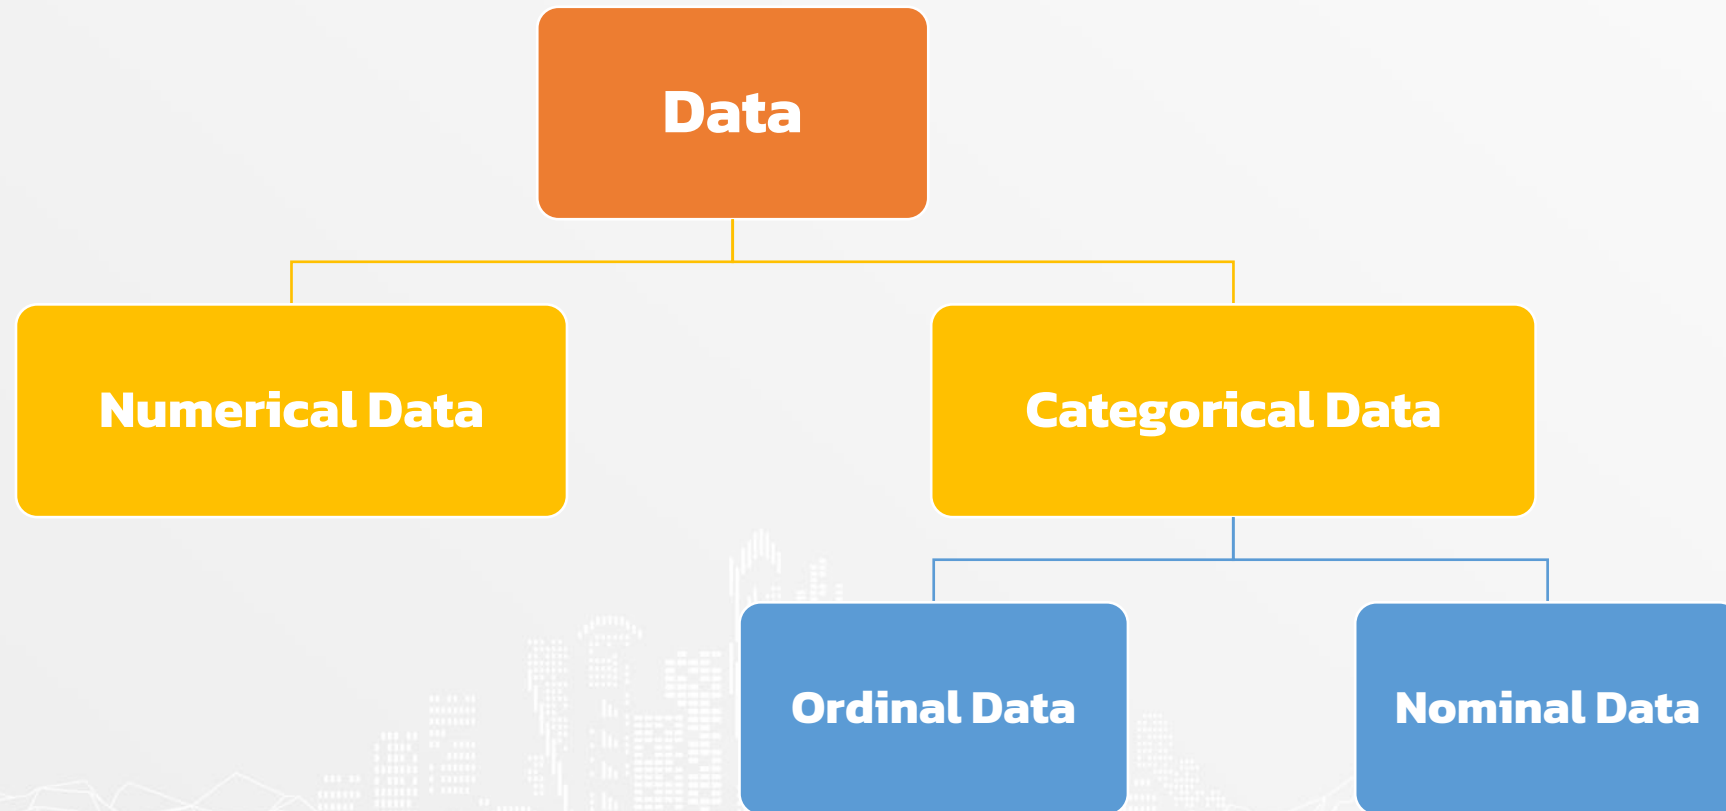 Data
Numerical Data
Categorical Data
Ordinal Data
Nominal Data